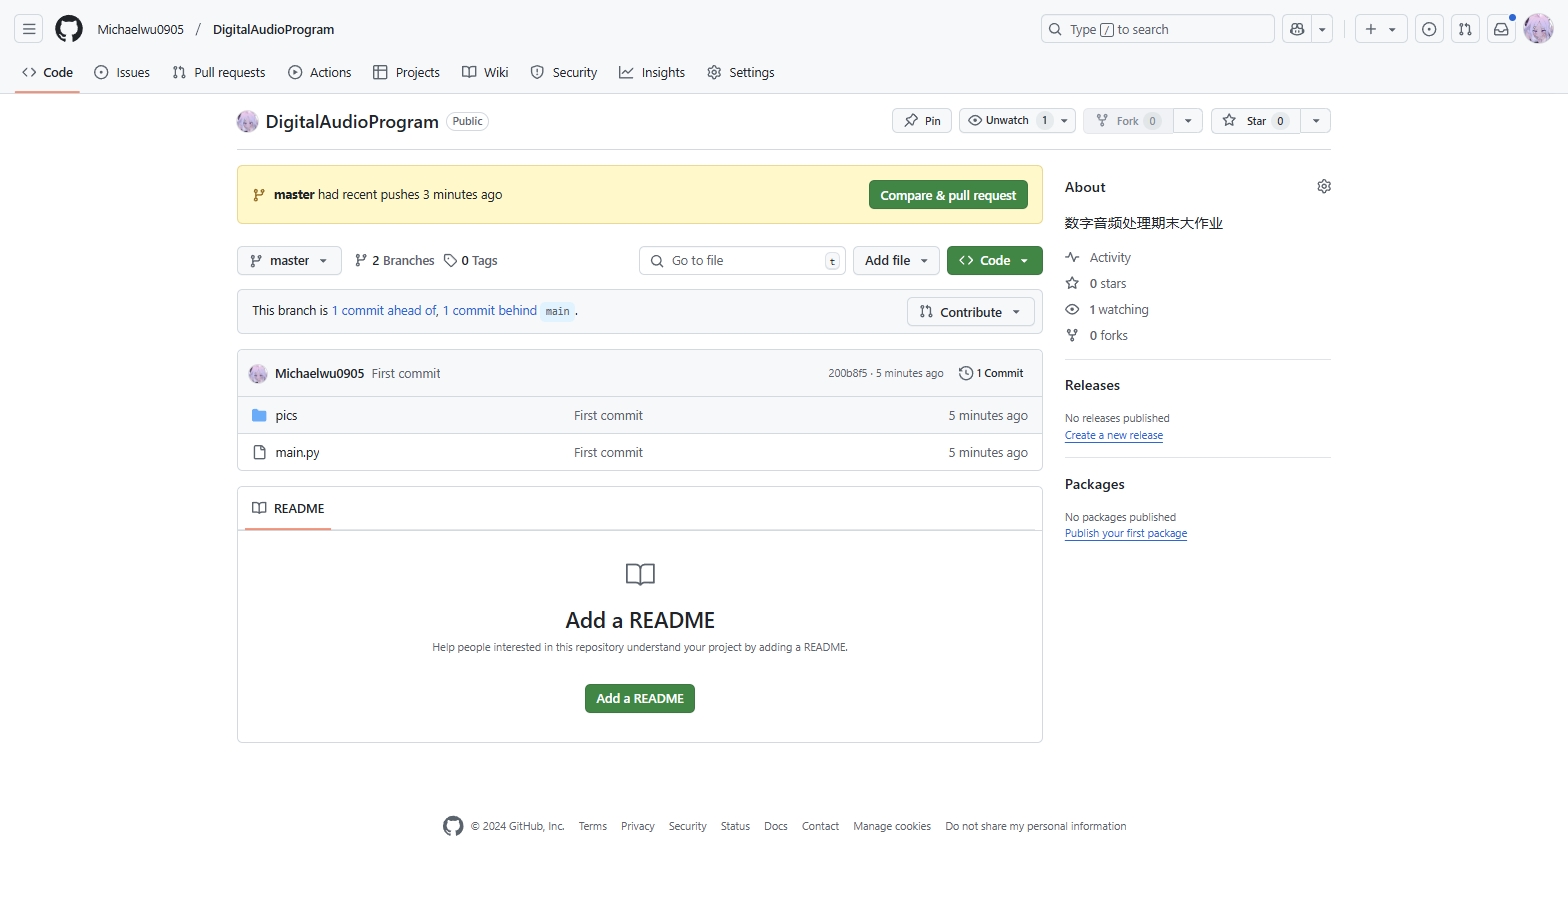 Michaelwu0905 / DigitalAudioProgram
Type / to search
Code Issues Pull requests Actions Projects Wiki Security Insights Settings
DigitalAudioProgram Public
Pin Unwatch 1 Fork 0 Star 0
master had recent pushes 3 minutes ago
Compare & pull request
master 2 Branches 0 Tags
Go to file t
Add file
Code
This branch is 1 commit ahead of, 1 commit behind main .
Contribute
Michaelwu0905 First commit
200b8f5 · 5 minutes ago
1 Commit
pics First commit 5 minutes ago
main.py First commit 5 minutes ago
README
Add a README
Help people interested in this repository understand your project by adding a README.
Add a README
About
数字音频处理期末大作业
Activity
0 stars
1 watching
0 forks
Releases
No releases published
Create a new release
Packages
No packages published
Publish your first package
© 2024 GitHub, Inc. Terms Privacy Security Status Docs Contact Manage cookies Do not share my personal information